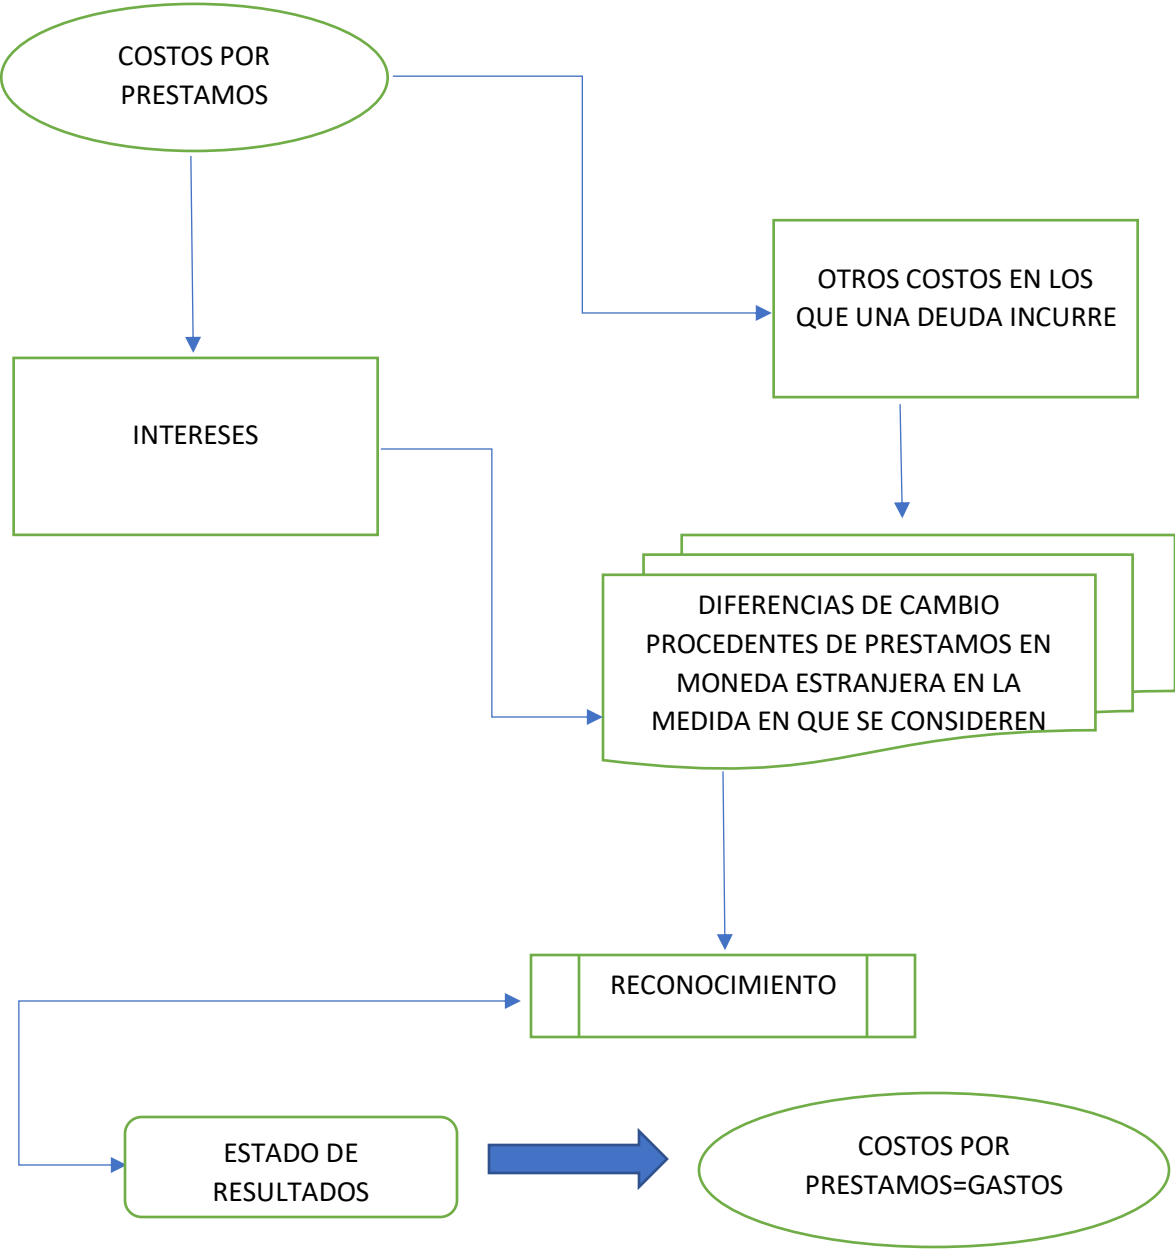 COSTOS POR
PRESTAMOS
OTROS COSTOS EN LOS
QUE UNA DEUDA INCURRE
INTERESES
DIFERENCIAS DE CAMBIO
PROCEDENTES DE PRESTAMOS EN
MONEDA ESTRANJERA EN LA
MEDIDA EN QUE SE CONSIDEREN
RECONOCIMIENTO
ESTADO DE
RESULTADOS
COSTOS POR
PRESTAMOS=GASTOS